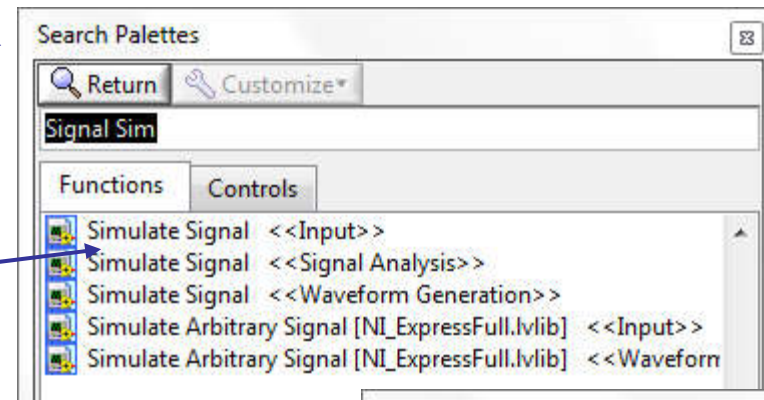 Search Palettes
Return Customize
Signal Sim
Functions Controls
Simulate Signal <<Input>>
Simulate Signal <<Signal Analysis>>
Simulate Signal <<Waveform Generation>>
Simulate Arbitrary Signal [NI_ExpressFull.lvlib] <<Input>>
Simulate Arbitrary Signal [NI_ExpressFull.lvlib] <<Waveform